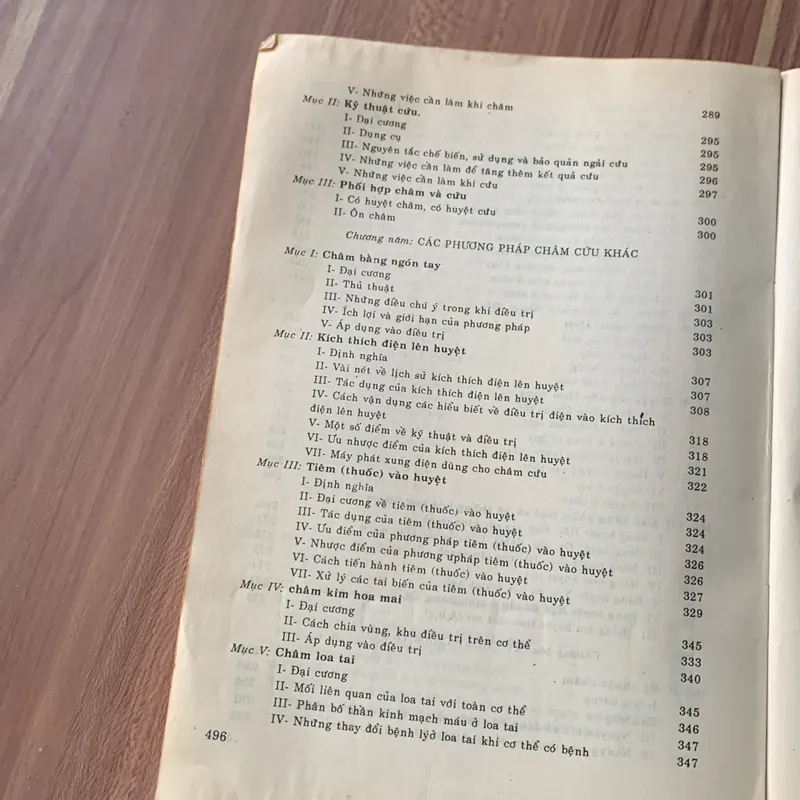 V- Những việc cần làm khi châm 289
Mục II: Kỹ thuật cứu.
I- Đại cương 295
II- Dụng cụ 295
III- Nguyên tắc chế biến, sử dụng và bảo quản ngải cứu 295
IV- Những việc cần làm để tăng thêm kết quả cứu 296
V- Những việc cần làm khi cứu 297
Mục III: Phối hợp châm và cứu
I- Có huyệt châm, có huyệt cứu 300
II- Ôn châm 300
Chương năm: CÁC PHƯƠNG PHÁP CHÂM CỨU KHÁC
Mục I: Châm bằng ngón tay
I- Đại cương 301
II- Thủ thuật 301
III- Những điều chú ý trong khi điều trị 303
IV- Ích lợi và giới hạn của phương pháp 303
V- Áp dụng vào điều trị 303
Mục II: Kích thích điện lên huyệt
I- Định nghĩa 307
II- Vài nét về lịch sử kích thích điện lên huyệt 307
III- Tác dụng của kích thích điện lên huyệt 308
IV- Cách vận dụng các hiểu biết về điều trị điện vào kích thích
điện lên huyệt 318
V- Một số điểm về kỹ thuật và điều trị 318
VI- Ưu nhược điểm của kích thích điện lên huyệt 321
VII- Máy phát xung điện dùng cho châm cứu 322
Mục III: Tiêm (thuốc) vào huyệt
I- Định nghĩa 324
II- Đại cương về tiêm (thuốc) vào huyệt 324
III- Tác dụng của tiêm (thuốc) vào huyệt 324
IV- Ưu điểm của phương pháp tiêm (thuốc) vào huyệt 326
V- Nhược điểm của phương ưpháp tiêm (thuốc) vào huyệt 326
VI- Cách tiến hành tiêm (thuốc) vào huyệt 327
VII- Xử lý các tai biến của tiêm (thuốc) vào huyệt 329
Mục IV: châm kim hoa mai
I- Đại cương 345
II- Cách chia vùng, khu điều trị trên cơ thể 333
III- Áp dụng vào điều trị 340
Mục V: Châm loa tai
I- Đại cương 345
II- Mối liên quan của loa tai với toàn cơ thể 346
III- Phân bố thần kinh mạch máu ở loa tai 347
IV- Những thay đổi bệnh lýở loa tai khi cơ thể có bệnh 347
496